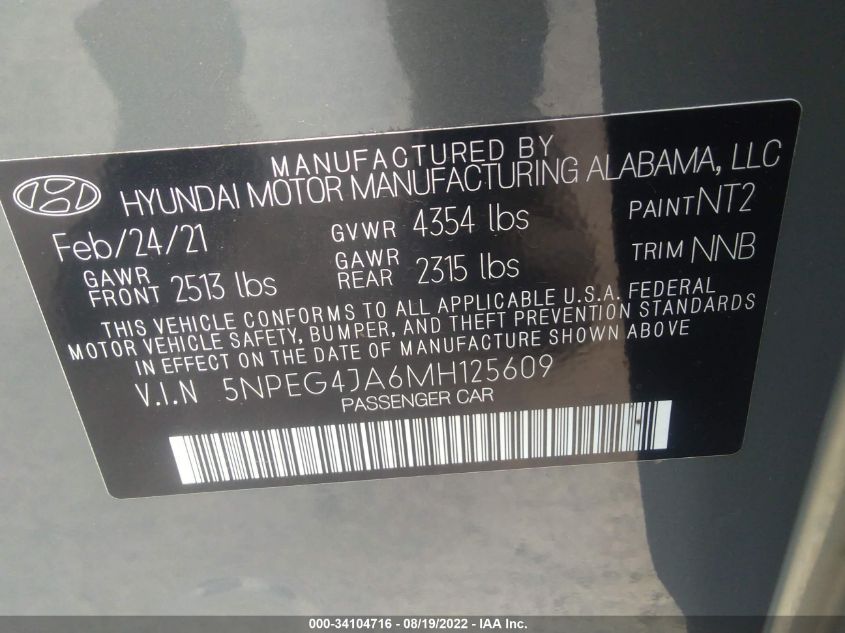 MANUFACTURED BY
HYUNDAI MOTOR MANUFACTURING ALABAMA, LLC
Feb/24/21 GVWR 4354 lbs PAINT NT2
GAWR FRONT 2513 lbs GAWR REAR 2315 lbs TRIM NNB
THIS VEHICLE CONFORMS TO ALL APPLICABLE U.S.A. FEDERAL
MOTOR VEHICLE SAFETY, BUMPER, AND THEFT PREVENTION STANDARDS
IN EFFECT ON THE DATE OF MANUFACTURE SHOWN ABOVE
V.I.N 5NPEG4JA6MH125609
PASSENGER CAR
000-34104716 - 08/19/2022 - IAA Inc.